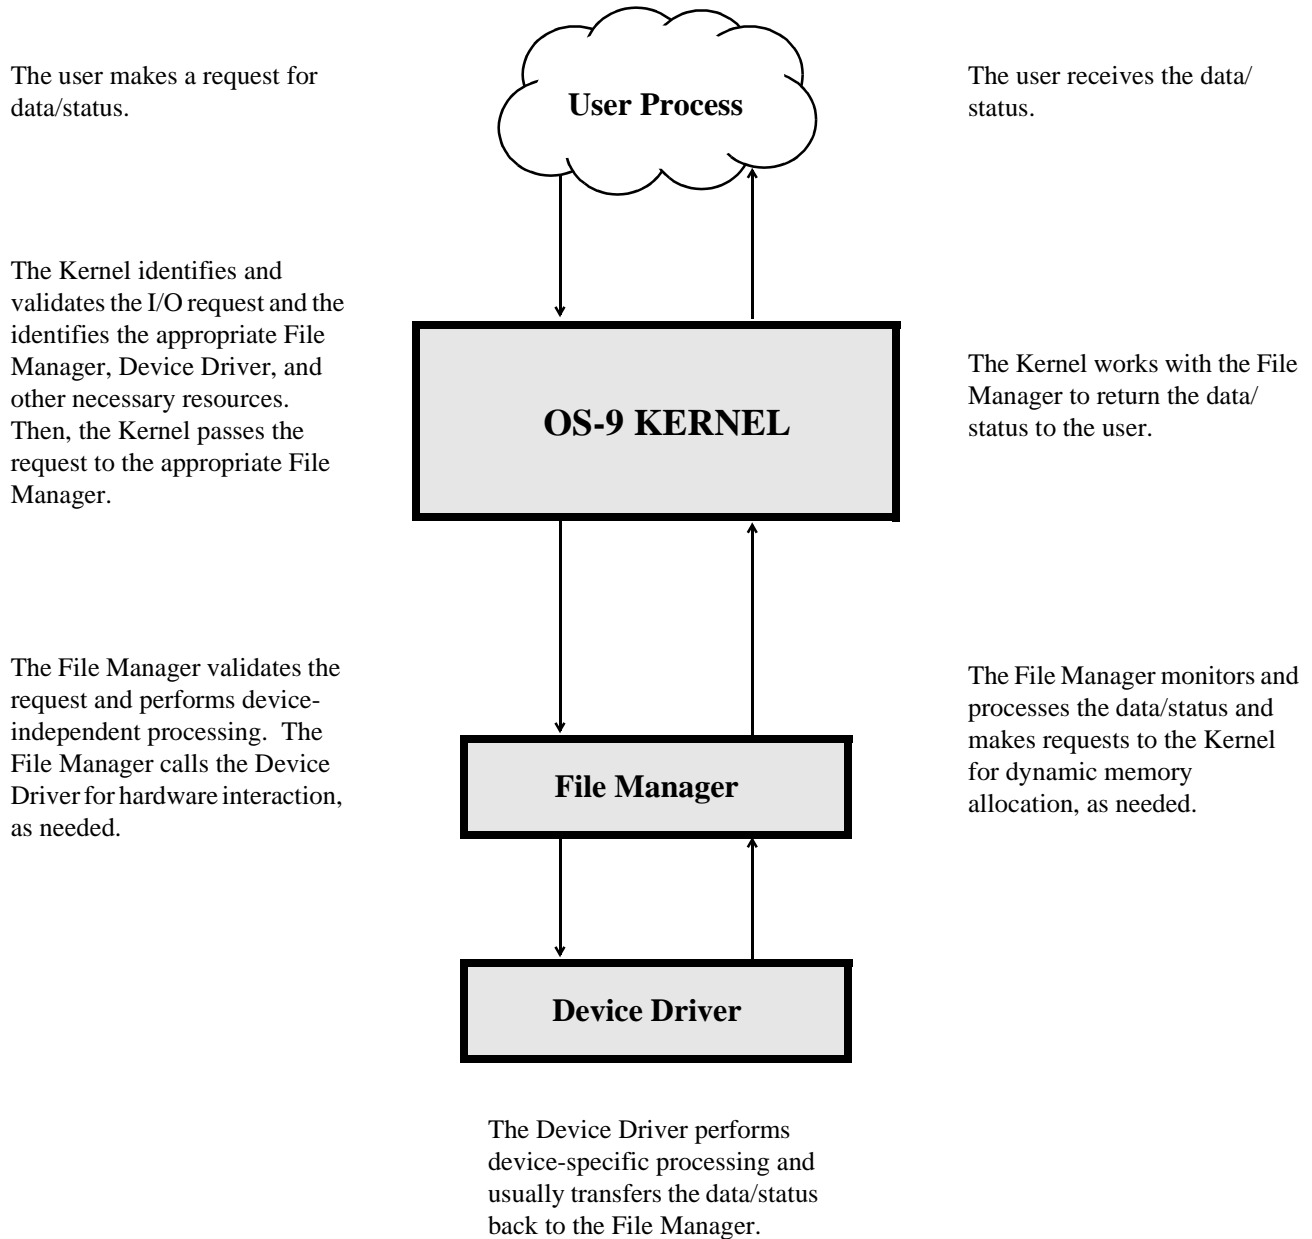 The user makes a request for
data/status.
User Process
The user receives the data/
status.
The Kernel identifies and
validates the I/O request and the
identifies the appropriate File
Manager, Device Driver, and
other necessary resources.
Then, the Kernel passes the
request to the appropriate File
Manager.
OS-9 KERNEL
The Kernel works with the File
Manager to return the data/
status to the user.
The File Manager validates the
request and performs device-
independent processing.  The
File Manager calls the Device
Driver for hardware interaction,
as needed.
File Manager
The File Manager monitors and
processes the data/status and
makes requests to the Kernel
for dynamic memory
allocation, as needed.
Device Driver
The Device Driver performs
device-specific processing and
usually transfers the data/status
back to the File Manager.